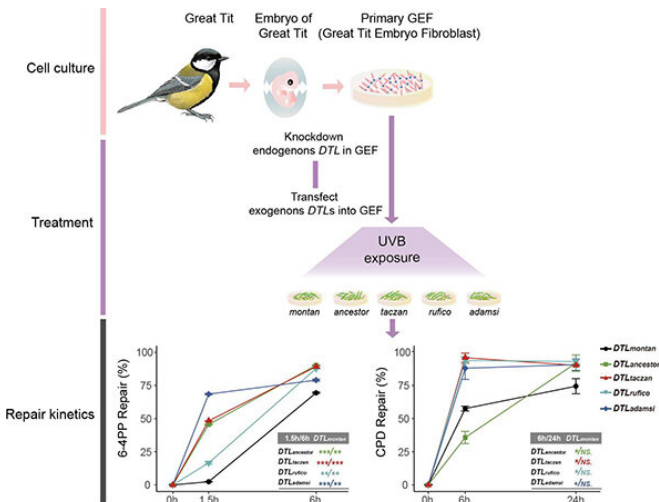 Great Tit
Embryo of
Great Tit
Primary GEF
(Great Tit Embryo Fibroblast)
Cell culture
Knockdown
endogenons DTL in GEF
Transfect
exogenons DTLs into GEF
Treatment
UVB
exposure
montan ancestor taczan rufico adamsi
Repair kinetics
6-4PP Repair (%)
100
75
50
25
0
0h 1.5h 6h
1.5h/6h DTLmontan
DTLancestor ***/**
DTLtaczan ***/***
DTLrufico **/**
DTLadamsi ***/**
CPD Repair (%)
100
75
50
25
0
0h 6h 24h
6h/24h DTLmontan
DTLancestor */NS.
DTLtaczan */NS.
DTLrufico */NS.
DTLadamsi */NS.
DTLmontan
DTLancestor
DTLtaczan
DTLrufico
DTLadamsi